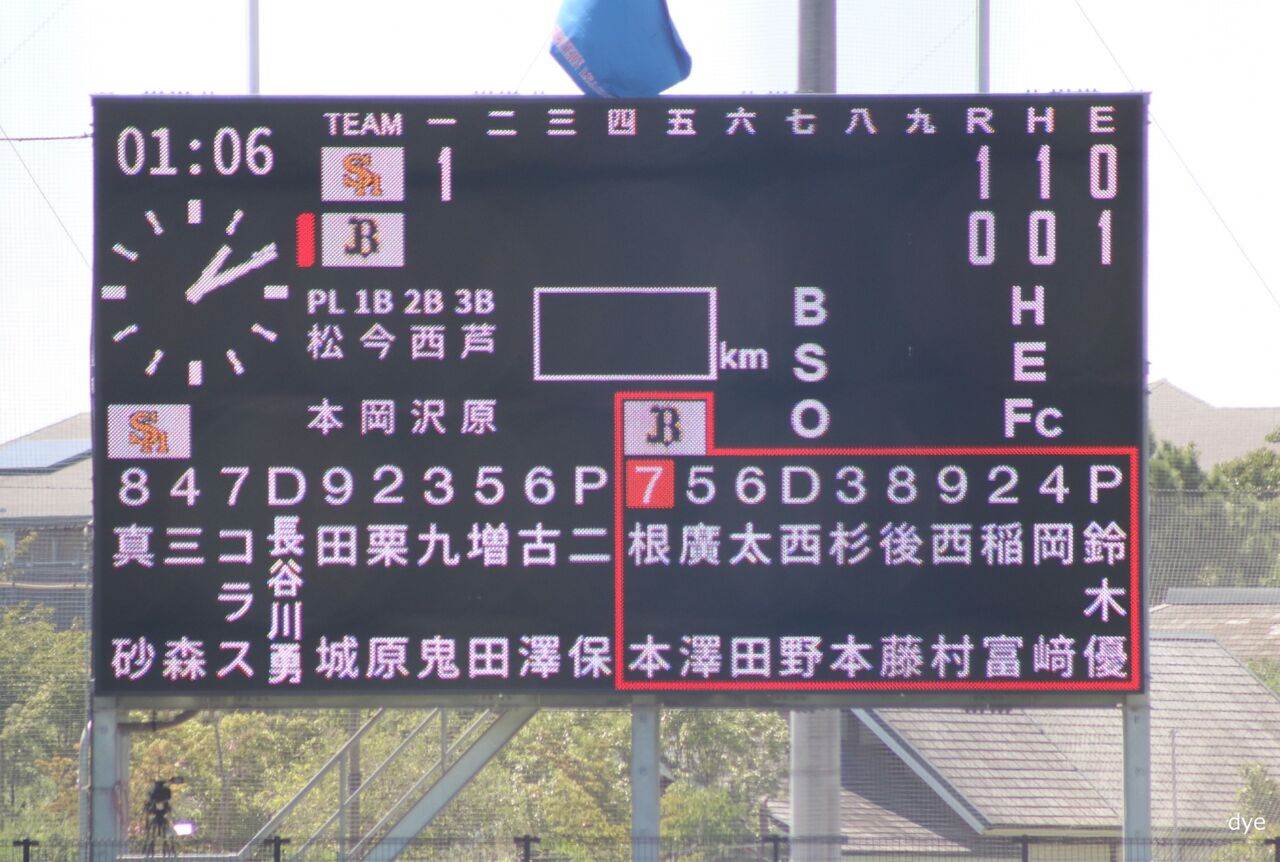 01:06
TEAM 一 二 三 四 五 六 七 八 九 R H E
SH 1 1 1 0
B 0 0 1
PL 1B 2B 3B
松本 今岡 西沢 芦原
km
B
S
O
H
E
Fc
SH
8 4 7 D 9 2 3 5 6 P
真砂 三森 コラス 長谷川勇 田城 栗原 九鬼 増田 古澤 二保
B
7 5 6 D 3 8 9 2 4 P
根本 廣澤 太田 西野 杉本 後藤 西村 稲富 岡﨑 鈴木優
dye